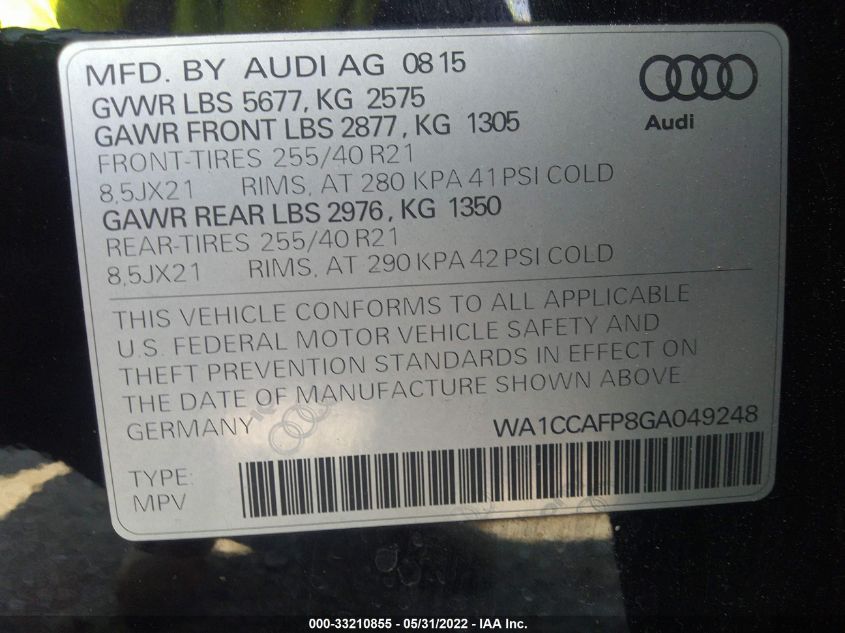 MFD. BY AUDI AG 08 15
GVWR LBS 5677, KG 2575
GAWR FRONT LBS 2877, KG 1305
FRONT-TIRES 255/40 R21
8,5JX21 RIMS, AT 280 KPA 41 PSI COLD
GAWR REAR LBS 2976, KG 1350
REAR-TIRES 255/40 R21
8,5JX21 RIMS, AT 290 KPA 42 PSI COLD
Audi
THIS VEHICLE CONFORMS TO ALL APPLICABLE
U.S. FEDERAL MOTOR VEHICLE SAFETY AND
THEFT PREVENTION STANDARDS IN EFFECT ON
THE DATE OF MANUFACTURE SHOWN ABOVE
GERMANY WA1CCAFP8GA049248
TYPE:
MPV
000-33210855 - 05/31/2022 - IAA Inc.